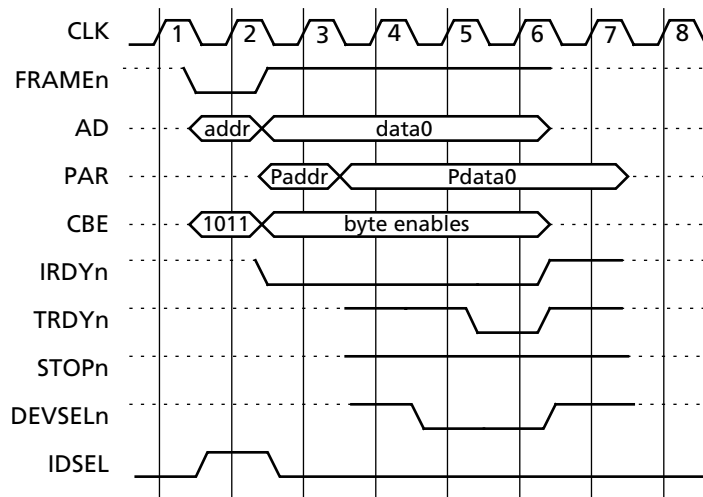 CLK 1 2 3 4 5 6 7 8
FRAMEn
AD addr data0
PAR Paddr Pdata0
CBE 1011 byte enables
IRDYn
TRDYn
STOPn
DEVSELn
IDSEL